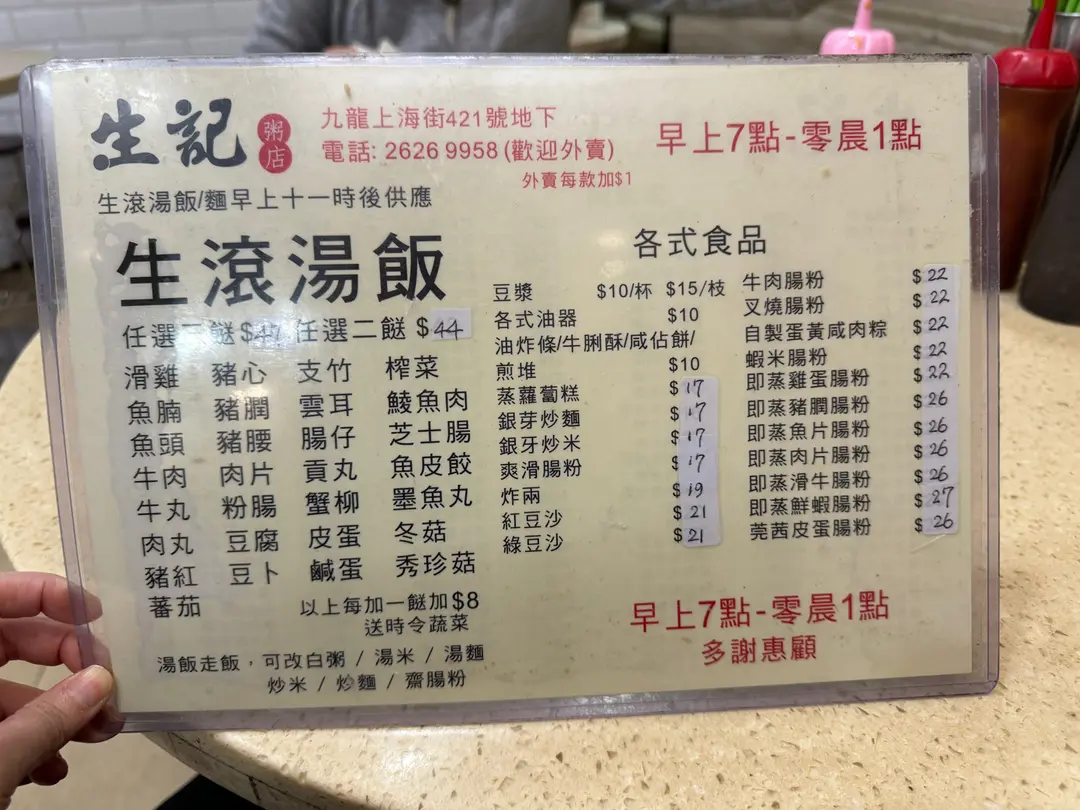 生記 粥店
九龍上海街421號地下
電話: 2626 9958 (歡迎外賣)
外賣每款加$1
早上7點-零晨1點
生滾湯飯/麵早上十一時後供應
生滾湯飯
任選 餸 $ 任選二餸 $44
滑雞 豬心 支竹 榨菜
魚腩 豬膶 雲耳 鯪魚肉
魚頭 豬腰 腸仔 芝士腸
牛肉 肉片 貢丸 魚皮餃
牛丸 粉腸 蟹柳 墨魚丸
肉丸 豆腐 皮蛋 冬菇
豬紅 豆卜 鹹蛋 秀珍菇
蕃茄
以上每加一餸加$8
送時令蔬菜
湯飯走飯,可改白粥 / 湯米 / 湯麵
炒米 / 炒麵 / 齋腸粉
各式食品
豆漿 $10/杯 $15/枝
各式油器 $10
油炸條/牛脷酥/咸佔餅/
煎堆 $10
蒸蘿蔔糕 $17
銀芽炒麵 $17
銀牙炒米 $17
爽滑腸粉 $17
炸兩 $19
紅豆沙 $21
綠豆沙 $21
牛肉腸粉 $22
叉燒腸粉 $22
自製蛋黃咸肉粽 $22
蝦米腸粉 $22
即蒸雞蛋腸粉 $22
即蒸豬膶腸粉 $26
即蒸魚片腸粉 $26
即蒸肉片腸粉 $26
即蒸滑牛腸粉 $26
即蒸鮮蝦腸粉 $27
莞茜皮蛋腸粉 $26
早上7點-零晨1點
多謝惠顧